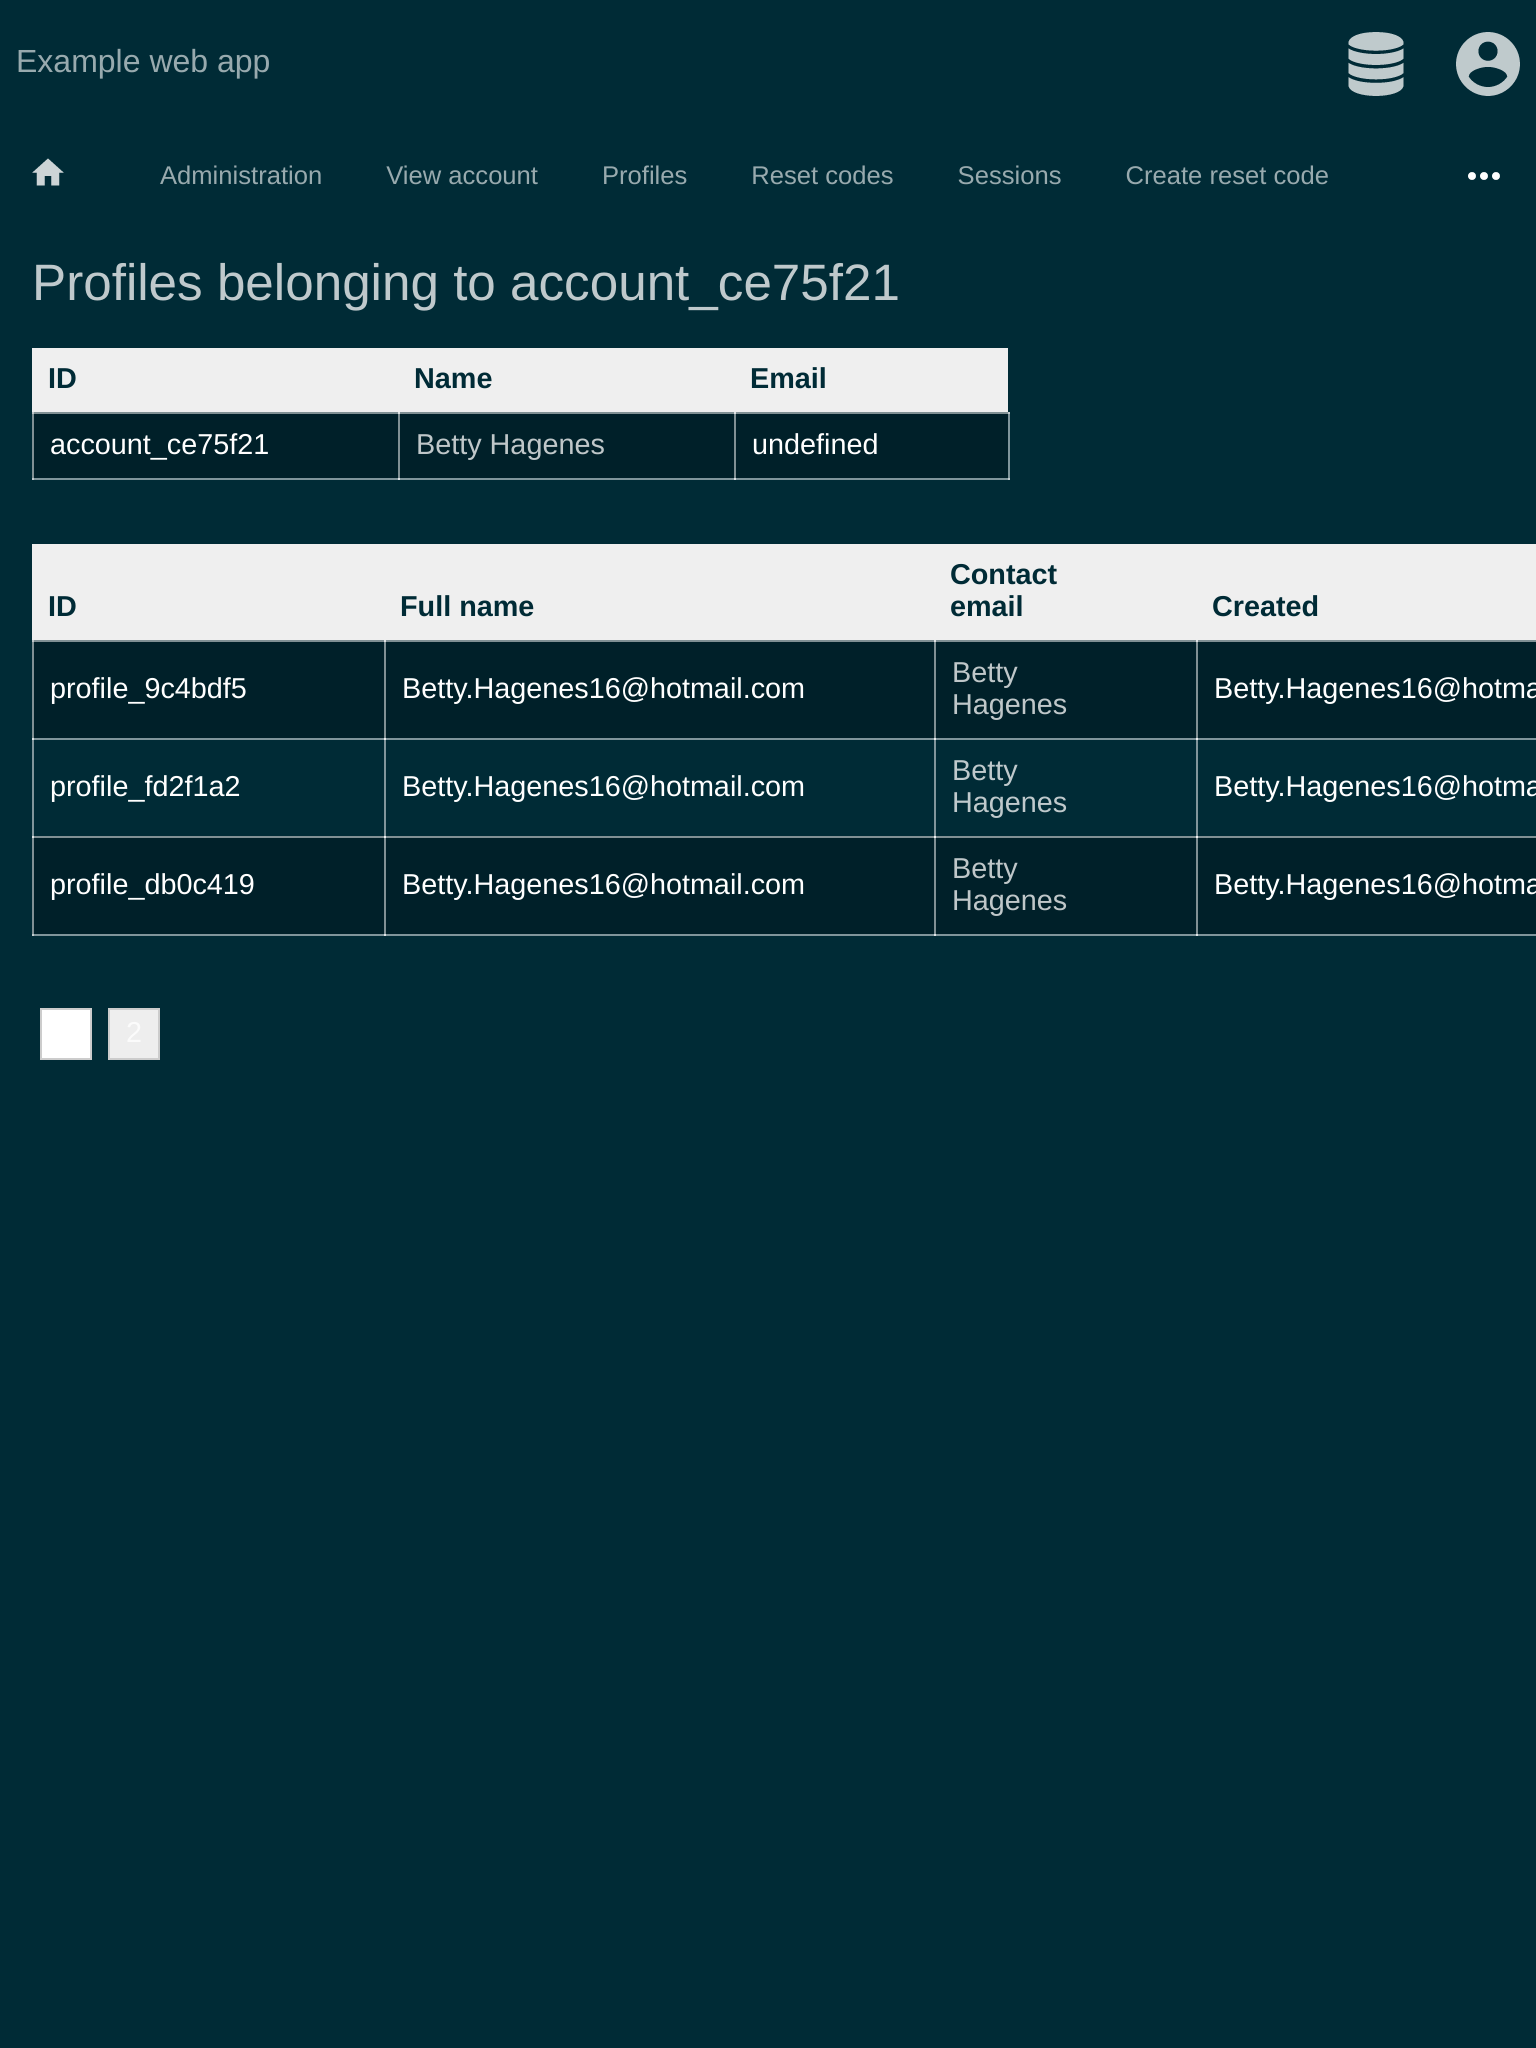 Example web app
Administration View account Profiles Reset codes Sessions Create reset code
Profiles belonging to account_ce75f21
ID Name Email
account_ce75f21 Betty Hagenes undefined
Contact
ID Full name email Created
Betty
profile_9c4bdf5 Betty.Hagenes16@hotmail.com Hagenes Betty.Hagenes16@hotma
Betty
profile_fd2f1a2 Betty.Hagenes16@hotmail.com Hagenes Betty.Hagenes16@hotma
Betty
profile_db0c419 Betty.Hagenes16@hotmail.com Hagenes Betty.Hagenes16@hotma
2